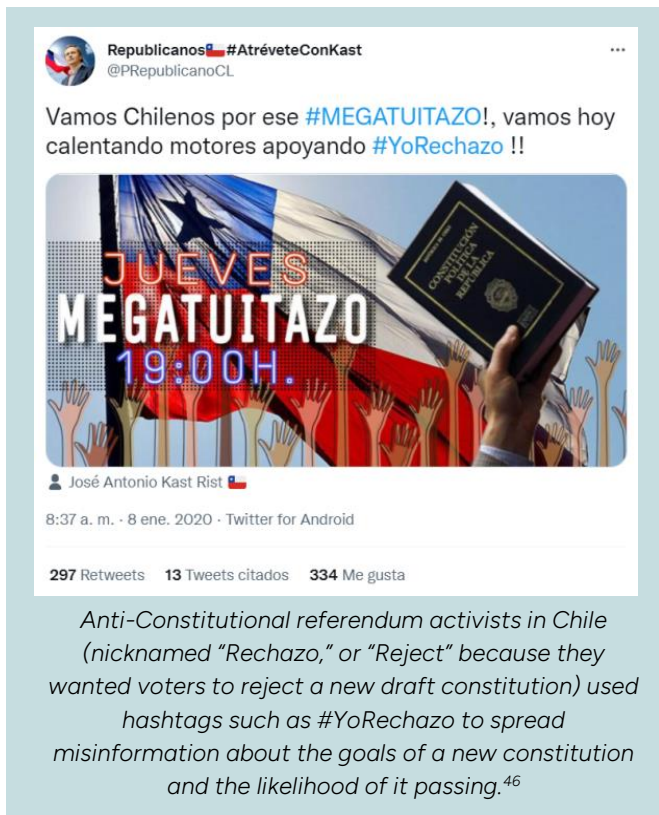 Republicanos🇨🇱#AtréveteConKast
@PRepublicanoCL
Vamos Chilenos por ese #MEGATUITAZO!, vamos hoy
calentando motores apoyando #YoRechazo !!
JUEVES
MEGATUITAZO
19:00H.
REPÚBLICA DE CHILE
CONSTITUCIÓN
POLÍTICA
DE LA
REPÚBLICA
José Antonio Kast Rist 🇨🇱
8:37 a. m. · 8 ene. 2020 · Twitter for Android
297 Retweets 13 Tweets citados 334 Me gusta
Anti-Constitutional referendum activists in Chile
(nicknamed “Rechazo,” or “Reject” because they
wanted voters to reject a new draft constitution) used
hashtags such as #YoRechazo to spread
misinformation about the goals of a new constitution
and the likelihood of it passing.⁴⁶